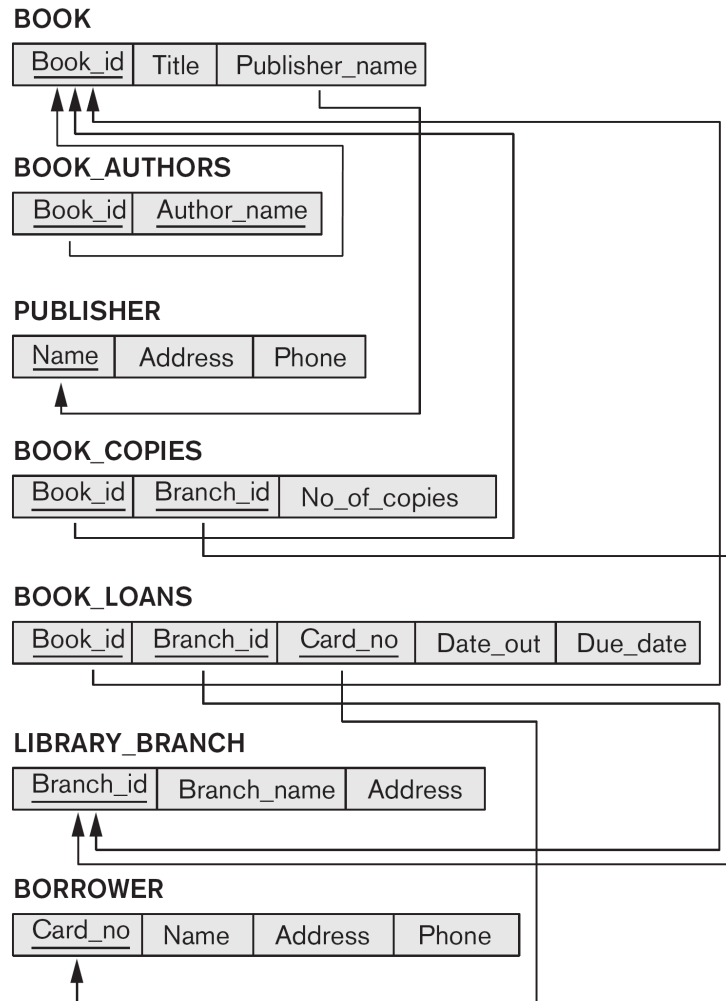 BOOK
Book_id Title Publisher_name
BOOK_AUTHORS
Book_id Author_name
PUBLISHER
Name Address Phone
BOOK_COPIES
Book_id Branch_id No_of_copies
BOOK_LOANS
Book_id Branch_id Card_no Date_out Due_date
LIBRARY_BRANCH
Branch_id Branch_name Address
BORROWER
Card_no Name Address Phone